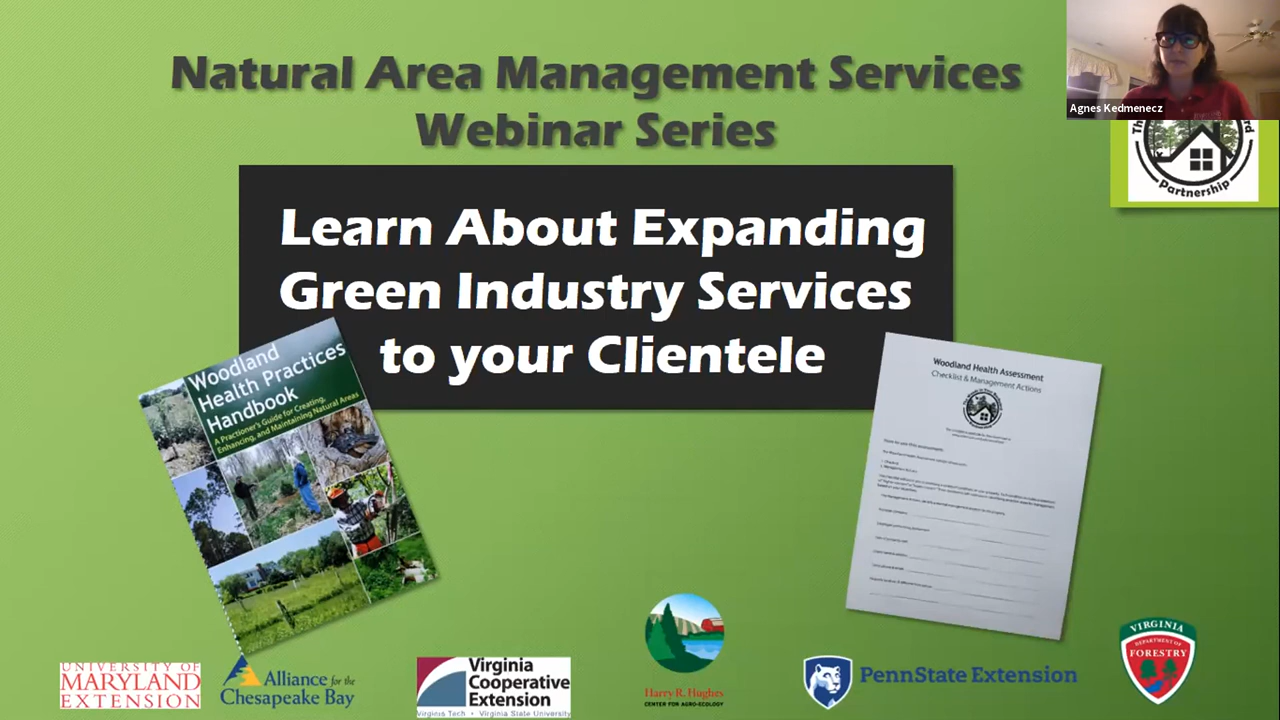 Natural Area Management Services
Webinar Series
Agnes Kedmenecz
Partnership
Learn About Expanding
Green Industry Services
to your Clientele
Woodland
Health Practices
Handbook
A Practioner's Guide for Creating,
Enhancing, and Maintaining Natural Areas
Woodland Health Assessment
Checklist & Management Actions
UNIVERSITY OF
MARYLAND
EXTENSION
Alliance for the
Chesapeake Bay
Virginia
Cooperative
Extension
Virginia Tech • Virginia State University
Harry R. Hughes
CENTER FOR AGRO-ECOLOGY
PennState Extension
VIRGINIA
DEPARTMENT OF
FORESTRY